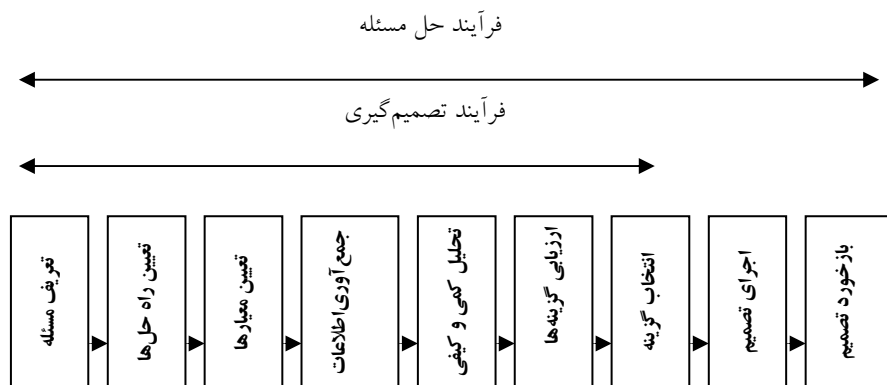 فرآیند حل مسئله
فرآیند تصمیم‌گیری
تعریف مسئله
تعیین راه حل‌ها
تعیین معیارها
جمع‌آوری اطلاعات
تحلیل کمی و کیفی
ارزیابی گزینه‌ها
انتخاب گزینه
اجرای تصمیم
بازخورد تصمیم